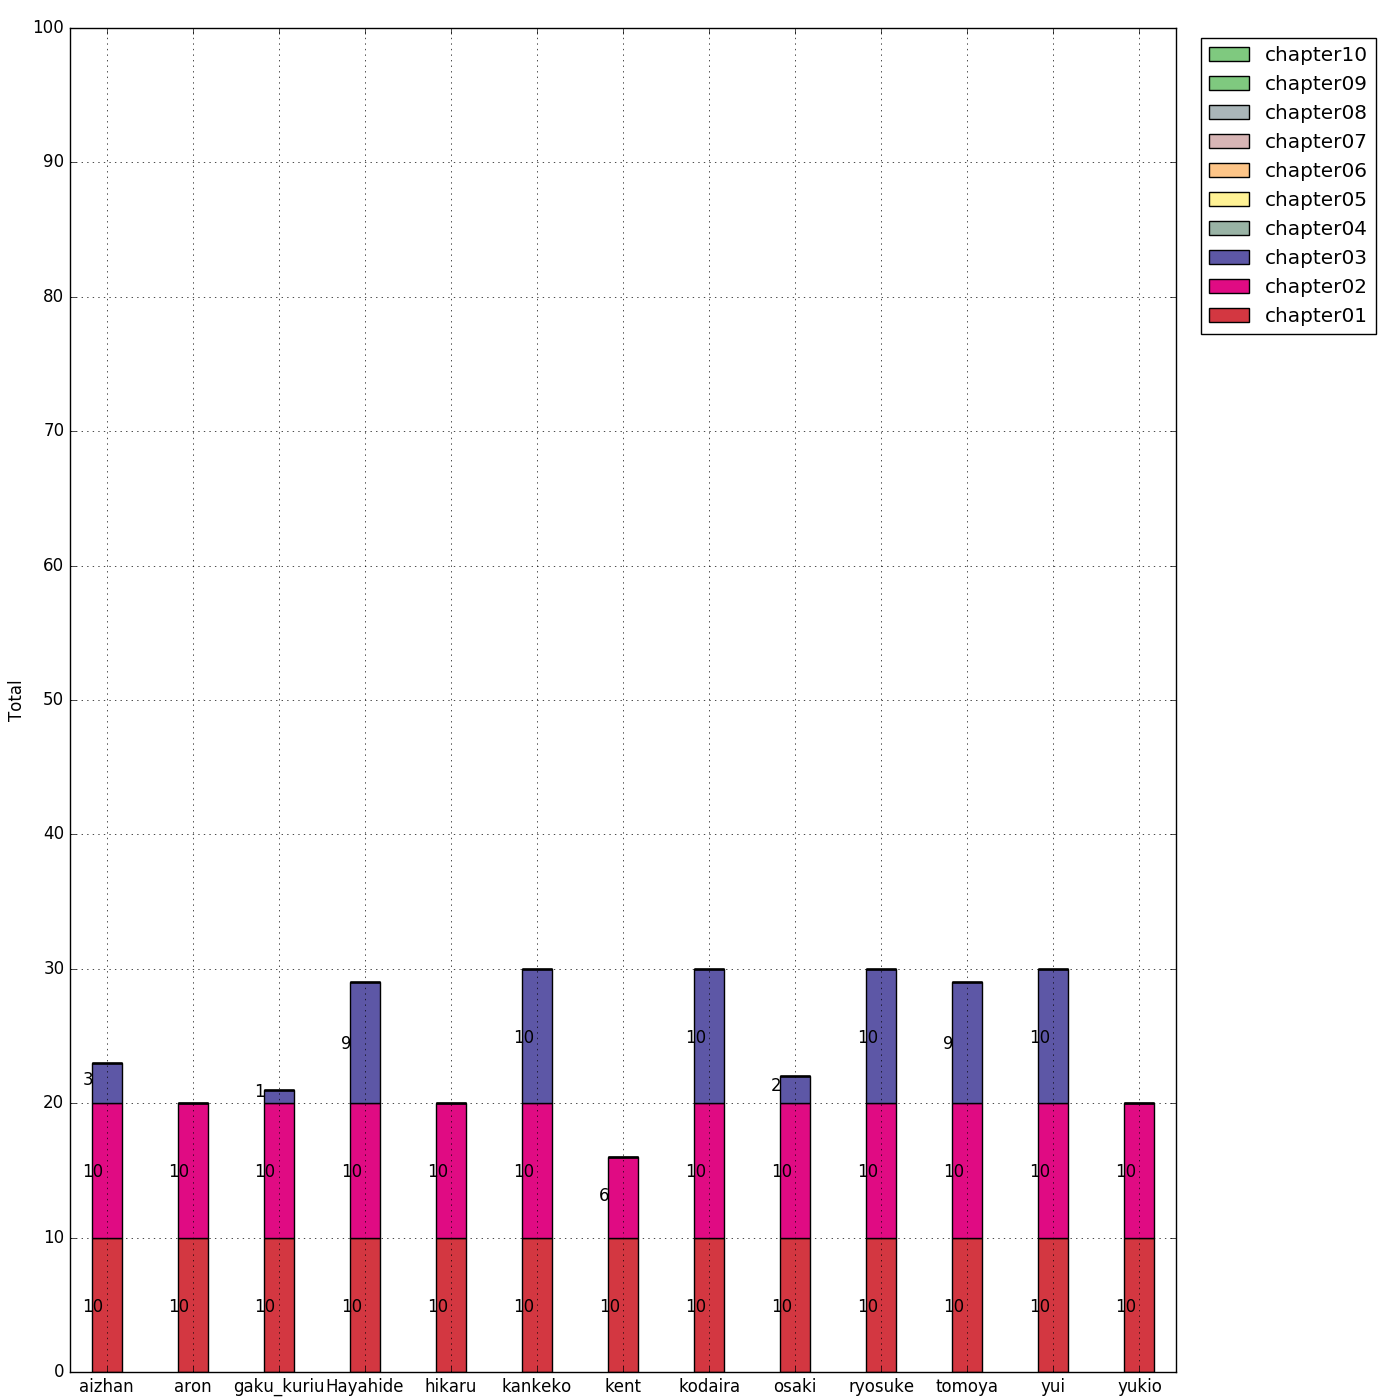 100
90
80
70
60
50
40
30
20
10
0
Total
chapter10
chapter09
chapter08
chapter07
chapter06
chapter05
chapter04
chapter03
chapter02
chapter01
9 10 10 10 9 10
3 1 2
10 10 10 10 10 10 6 10 10 10 10 10 10
10 10 10 10 10 10 10 10 10 10 10 10 10
aizhan aron gaku_kuriu Hayahide hikaru kankeko kent kodaira osaki ryosuke tomoya yui yukio